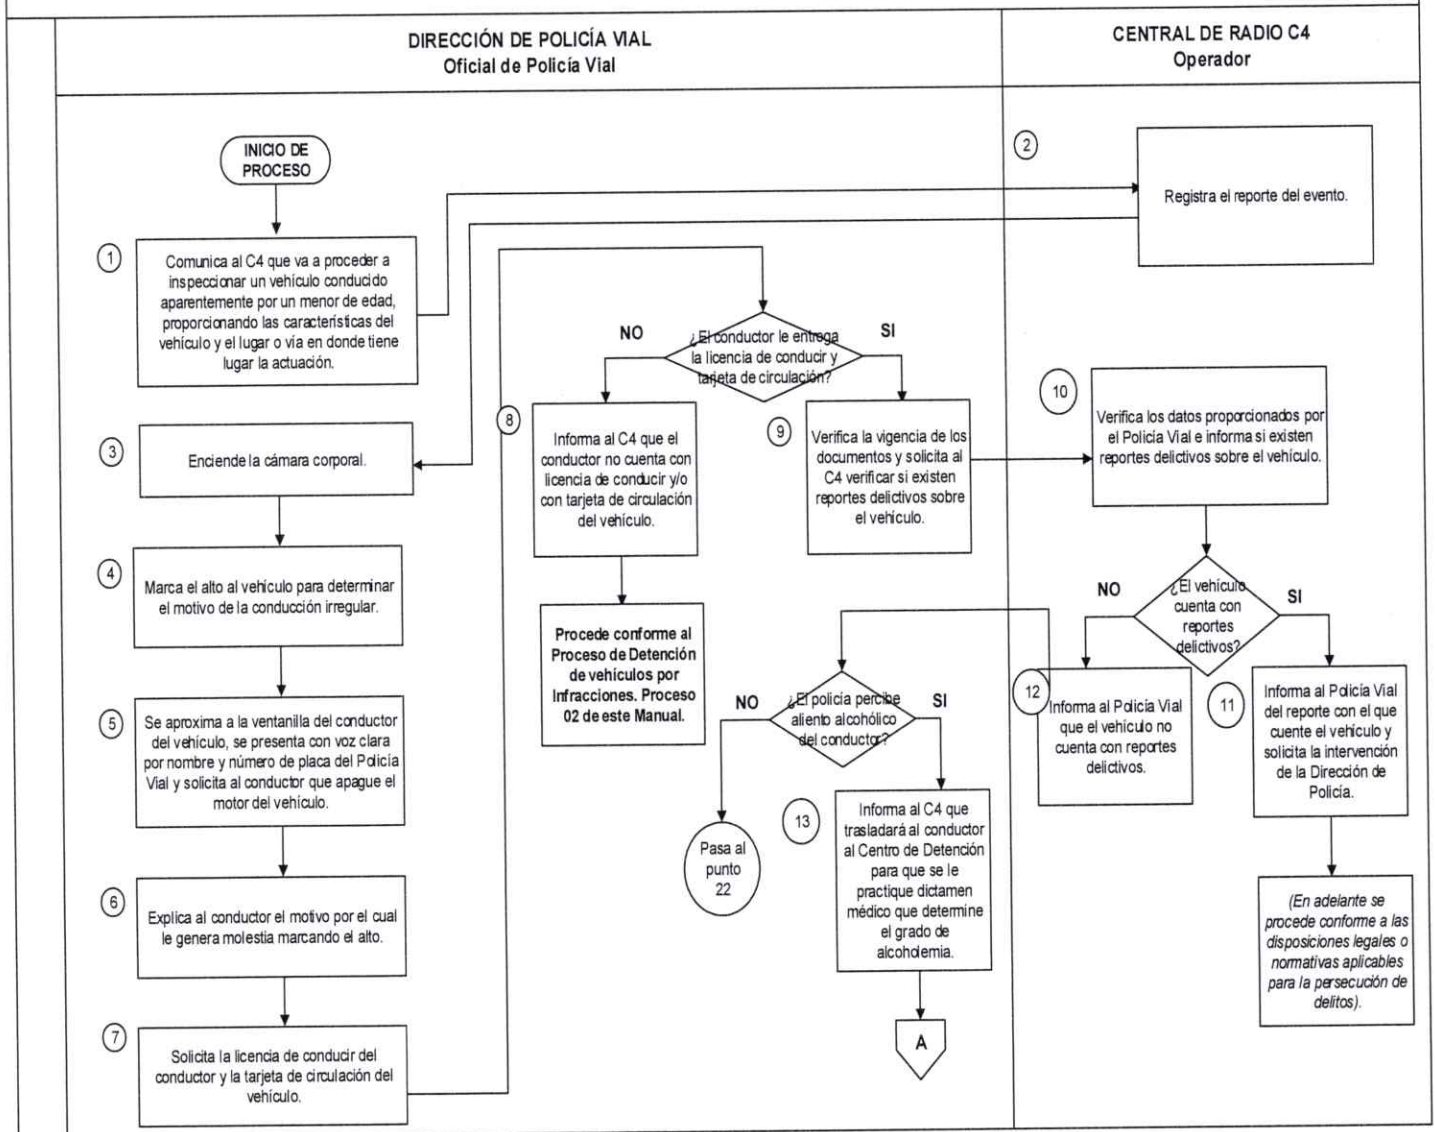 DIRECCIÓN DE POLICÍA VIAL
Oficial de Policía Vial
CENTRAL DE RADIO C4
Operador
INICIO DE
PROCESO
1
Comunica al C4 que va a proceder a
inspeccionar un vehículo conducido
aparentemente por un menor de edad,
proporcionando las características del
vehículo y el lugar o vía en donde tiene
lugar la actuación.
2
Registra el reporte del evento.
3
Enciende la cámara corporal.
4
Marca el alto al vehículo para determinar
el motivo de la conducción irregular.
5
Se aproxima a la ventanilla del conductor
del vehículo, se presenta con voz clara
por nombre y número de placa del Policía
Vial y solicita al conductor que apague el
motor del vehículo.
6
Explica al conductor el motivo por el cual
le genera molestia marcando el alto.
7
Solicita la licencia de conducir del
conductor y la tarjeta de circulación del
vehículo.
¿El conductor le entrega
la licencia de conducir y
tarjeta de circulación?
NO
SI
8
Informa al C4 que el
conductor no cuenta con
licencia de conducir y/o
con tarjeta de circulación
del vehículo.
Procede conforme al
Proceso de Detención
de vehículos por
Infracciones. Proceso
02 de este Manual.
9
Verifica la vigencia de los
documentos y solicita al
C4 verificar si existen
reportes delictivos sobre
el vehículo.
10
Verifica los datos proporcionados por
el Policía Vial e informa si existen
reportes delictivos sobre el vehículo.
¿El vehículo
cuenta con
reportes
delictivos?
NO
SI
12
Informa al Policía Vial
que el vehículo no
cuenta con reportes
delictivos.
11
Informa al Policía Vial
del reporte con el que
cuente el vehículo y
solicita la intervención
de la Dirección de
Policía.
(En adelante se
procede conforme a las
disposiciones legales o
normativas aplicables
para la persecución de
delitos).
¿El policía percibe
aliento alcohólico
del conductor?
NO
SI
Pasa al
punto
22
13
Informa al C4 que
trasladará al conductor
al Centro de Detención
para que se le
practique dictamen
médico que determine
el grado de
alcoholemia.
A